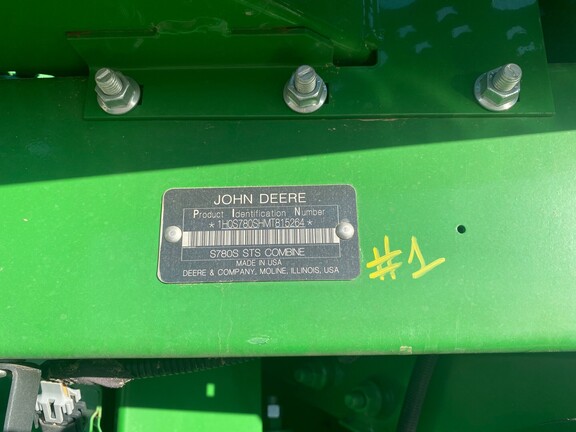 JOHN DEERE
Product Identification Number
*1H0S780SHMT815264*
S780S STS COMBINE
MADE IN USA
DEERE & COMPANY, MOLINE, ILLINOIS, USA
#1